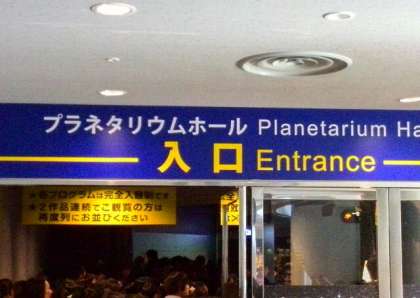 プラネタリウムホール Planetarium Ha
入口 Entrance
★各プログラムは完全入替制です
★2作品連続でご観覧の方は
再度列にお並びください